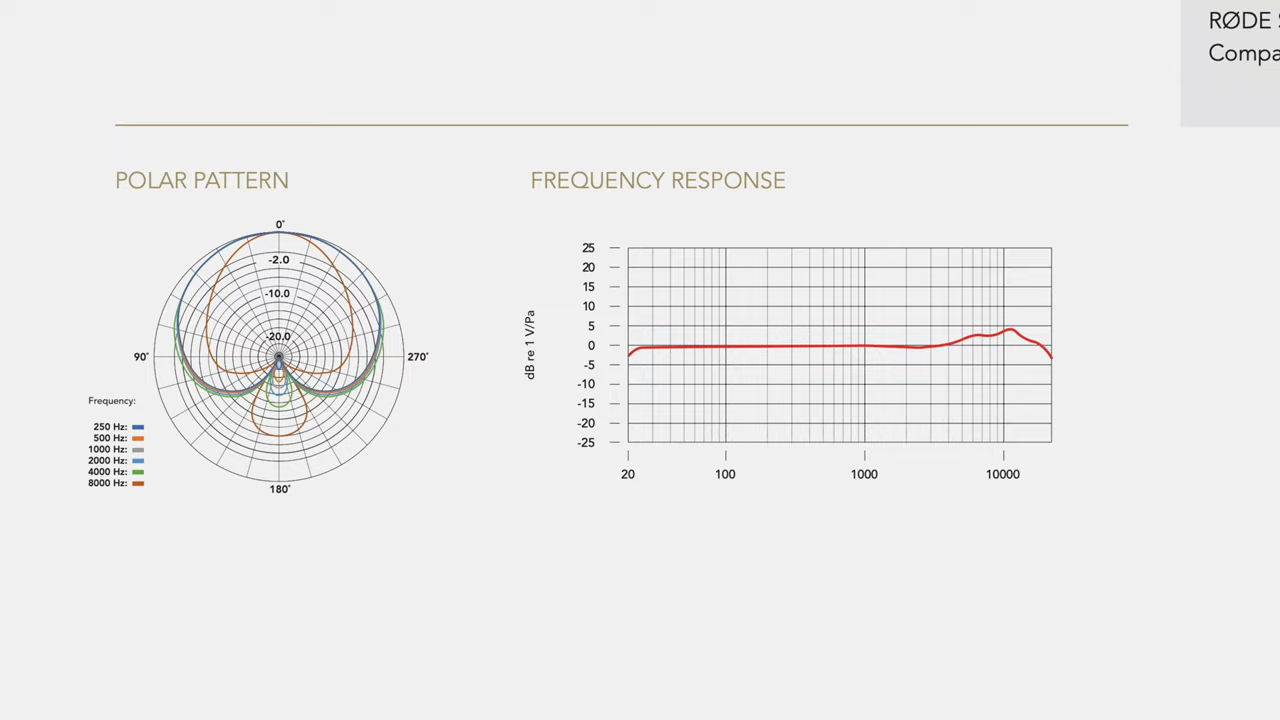 RØDE
Compa
POLAR PATTERN
FREQUENCY RESPONSE
0°
-2.0
-10.0
-20.0
90°
270°
180°
Frequency:
250 Hz:
500 Hz:
1000 Hz:
2000 Hz:
4000 Hz:
8000 Hz:
dB re 1 V/Pa
25
20
15
10
5
0
-5
-10
-15
-20
-25
20 100 1000 10000